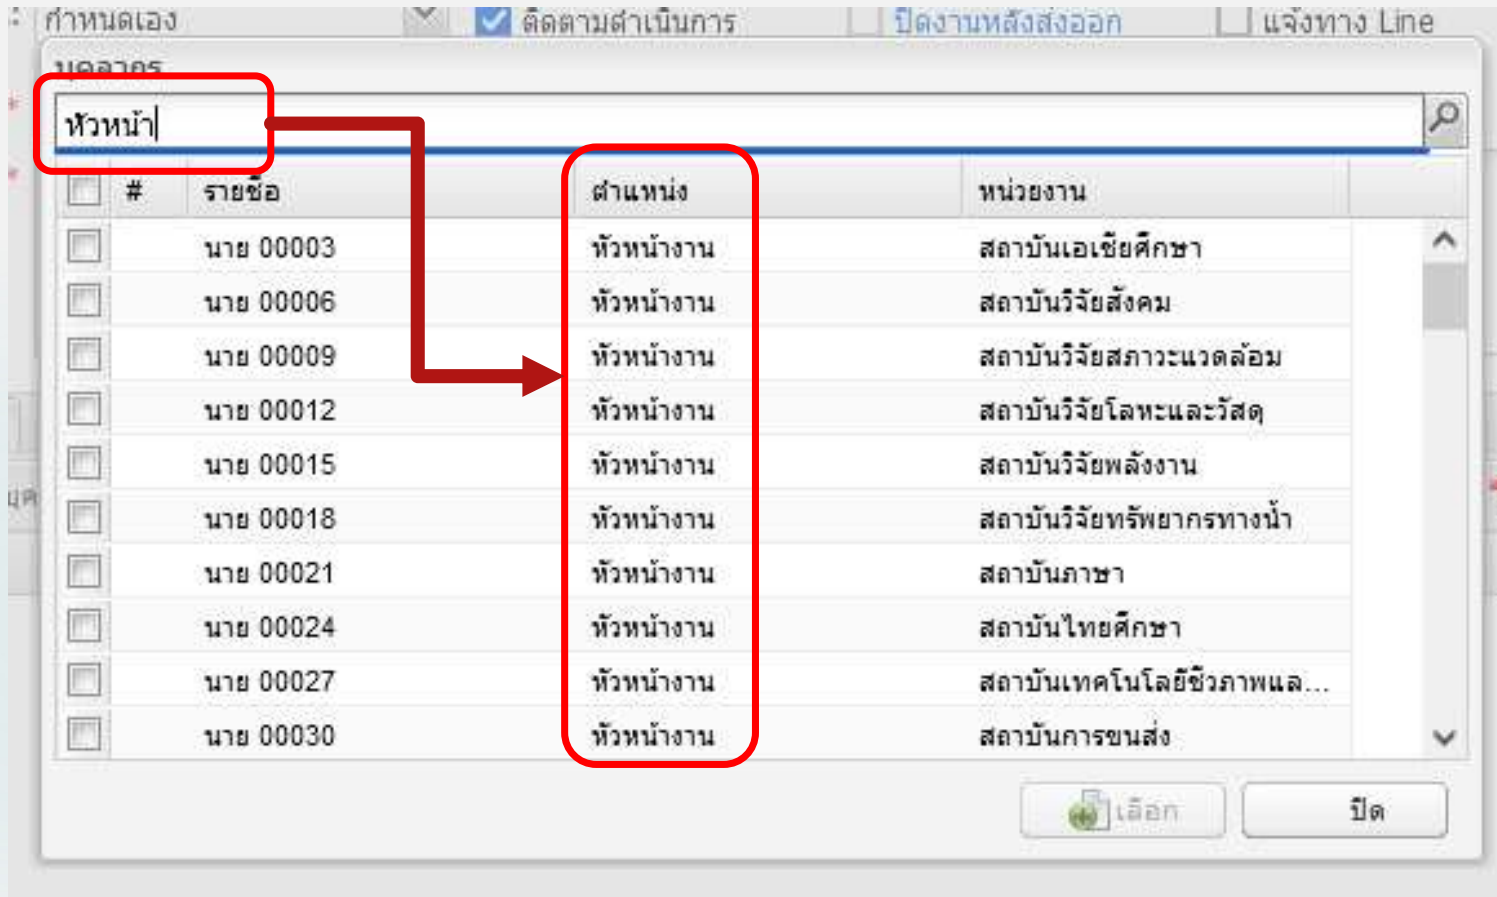 กำหนดเอง ติดตามดำเนินการ ปิดงานหลังส่งออก แจ้งทาง Line
บุคลากร
หัวหน้า
# รายชื่อ ตำแหน่ง หน่วยงาน
นาย 00003 หัวหน้างาน สถาบันเอเชียศึกษา
นาย 00006 หัวหน้างาน สถาบันวิจัยสังคม
นาย 00009 หัวหน้างาน สถาบันวิจัยสภาวะแวดล้อม
นาย 00012 หัวหน้างาน สถาบันวิจัยโลหะและวัสดุ
นาย 00015 หัวหน้างาน สถาบันวิจัยพลังงาน
นาย 00018 หัวหน้างาน สถาบันวิจัยทรัพยากรทางน้ำ
นาย 00021 หัวหน้างาน สถาบันภาษา
นาย 00024 หัวหน้างาน สถาบันไทยศึกษา
นาย 00027 หัวหน้างาน สถาบันเทคโนโลยีชีวภาพแล...
นาย 00030 หัวหน้างาน สถาบันการขนส่ง
เลือก ปิด